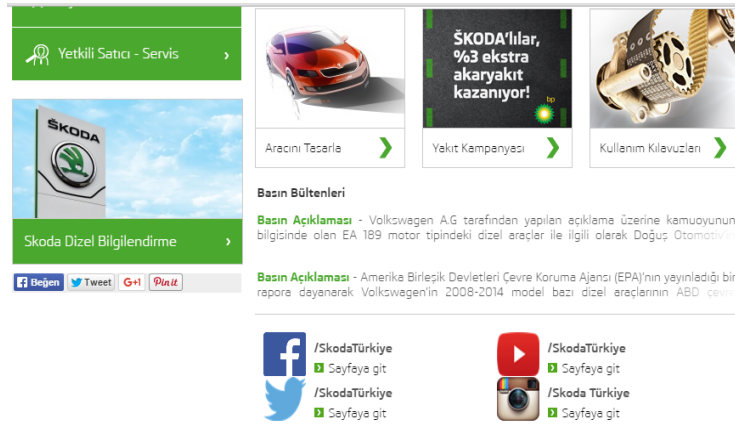 Yetkili Satıcı - Servis
ŠKODA
Skoda Dizel Bilgilendirme
Beğen Tweet G+1 Pinit
ŠKODA'lılar,
%3 ekstra
akaryakıt
kazanıyor!
bp
Aracını Tasarla
Yakıt Kampanyası
Kullanım Kılavuzları
Basın Bültenleri
Basın Açıklaması - Volkswagen A.G tarafından yapılan açıklama üzerine kamuoyunun
bilgisinde olan EA 189 motor tipindeki dizel araçlar ile ilgili olarak Doğuş Otomotiv'in
Basın Açıklaması - Amerika Birleşik Devletleri Çevre Koruma Ajansı (EPA)'nın yayınladığı bir
rapora dayanarak Volkswagen'in 2008-2014 model bazı dizel araçlarının ABD çevre
/SkodaTürkiye
Sayfaya git
/SkodaTürkiye
Sayfaya git
/SkodaTürkiye
Sayfaya git
/Skoda Türkiye
Sayfaya git